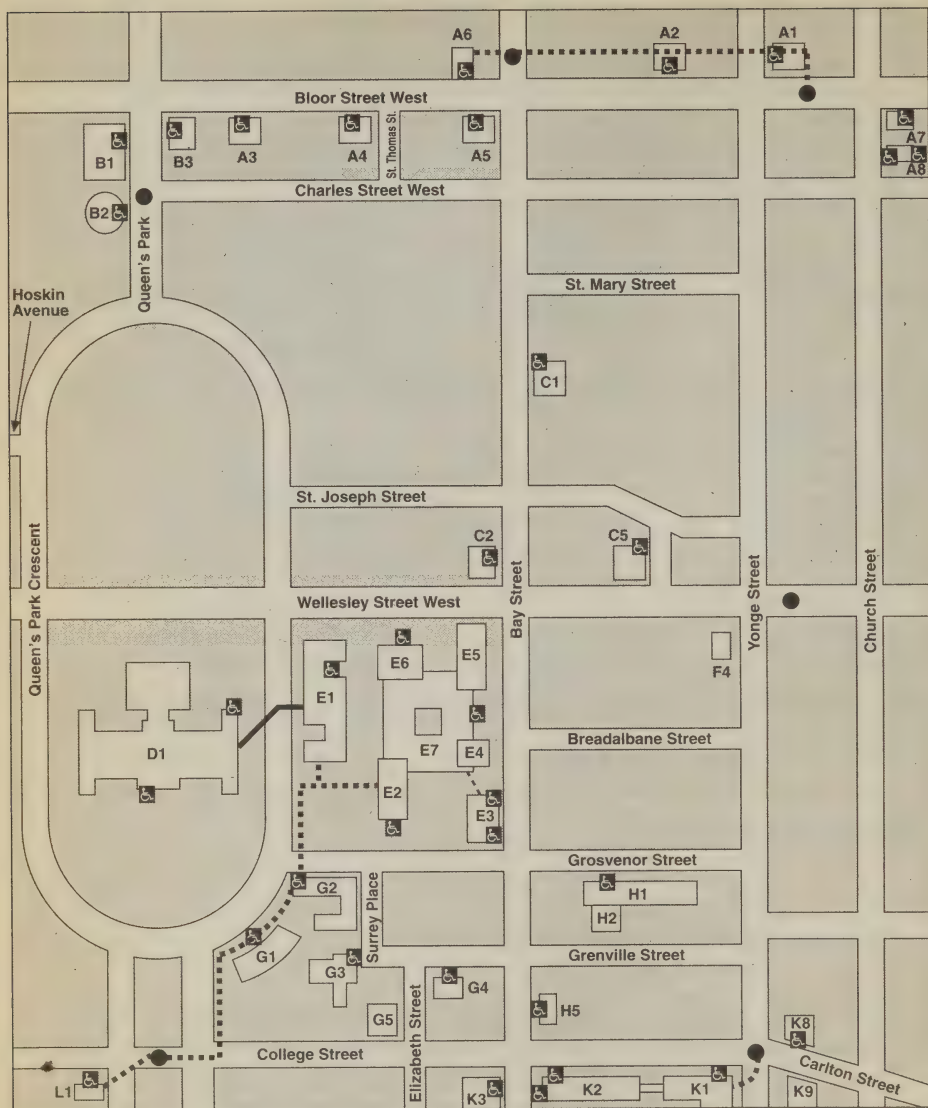 A6
A2
A1
Bloor Street West
B1
B3
A3
A4
St. Thomas St.
A5
A7
A8
Charles Street West
B2
Queen's Park
Hoskin
Avenue
St. Mary Street
C1
St. Joseph Street
C2
C5
Queen's Park Crescent
Wellesley Street West
Bay Street
Yonge Street
Church Street
E6
E5
E1
F4
D1
E7
E4
Breadalbane Street
E2
E3
Grosvenor Street
G2
H1
H2
Surrey Place
G1
G3
Grenville Street
G4
G5
Elizabeth Street
H5
K8
College Street
Carlton Street
L1
K3
K2
K1
K9